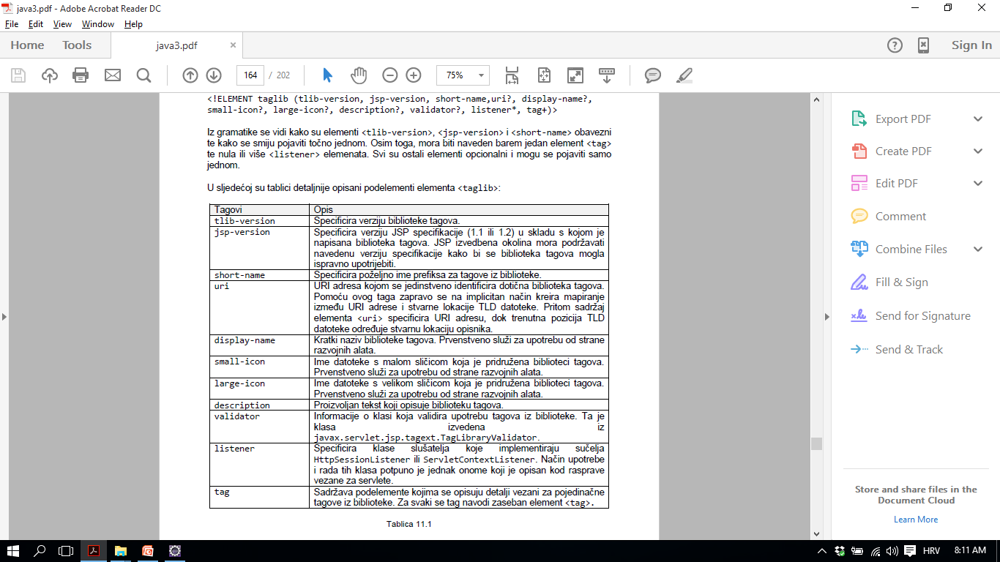 java3.pdf - Adobe Acrobat Reader DC
File Edit View Window Help
Home Tools java3.pdf × ? Sign In
164 / 202 75%
<!ELEMENT taglib (tlib-version, jsp-version, short-name,uri?, display-name?,
small-icon?, large-icon?, description?, validator?, listener*, tag+)>
Iz gramatike se vidi kako su elementi <tlib-version>, <jsp-version> i <short-name> obavezni
te kako se smiju pojaviti točno jednom. Osim toga, mora biti naveden barem jedan element <tag>
te nula ili više <listener> elemenata. Svi su ostali elementi opcionalni i mogu se pojaviti samo
jednom.
U sljedećoj su tablici detaljnije opisani podelementi elementa <taglib>:
Tagovi Opis
tlib-version Specificira verziju biblioteke tagova.
jsp-version Specificira verziju JSP specifikacije (1.1 ili 1.2) u skladu s kojom je
napisana biblioteka tagova. JSP izvedbena okolina mora podržavati
navedenu verziju specifikacije kako bi se biblioteka tagova mogla
ispravno upotrijebiti.
short-name Specificira poželjno ime prefiksa za tagove iz biblioteke.
uri URI adresa kojom se jedinstveno identificira dotična biblioteka tagova.
Pomoću ovog taga zapravo se na implicitan način kreira mapiranje
između URI adrese i stvarne lokacije TLD datoteke. Pritom sadržaj
elementa <uri> specificira URI adresu, dok trenutna pozicija TLD
datoteke određuje stvarnu lokaciju opisnika.
display-name Kratki naziv biblioteke tagova. Prvenstveno služi za upotrebu od strane
razvojnih alata.
small-icon Ime datoteke s malom sličicom koja je pridružena biblioteci tagova.
Prvenstveno služi za upotrebu od strane razvojnih alata.
large-icon Ime datoteke s velikom sličicom koja je pridružena biblioteci tagova.
Prvenstveno služi za upotrebu od strane razvojnih alata.
description Proizvoljan tekst koji opisuje biblioteku tagova.
validator Informacije o klasi koja validira upotrebu tagova iz biblioteke. Ta je
klasa izvedena iz
javax.servlet.jsp.tagext.TagLibraryValidator.
listener Specificira klase slušatelja koje implementiraju sučelja
HttpSessionListener ili ServletContextListener. Način upotrebe
i rada tih klasa potpuno je jednak onome koji je opisan kod rasprave
vezane za servlete.
tag Sadržava podelemente kojima se opisuju detalji vezani za pojedinačne
tagove iz biblioteke. Za svaki se tag navodi zaseban element <tag>.
Tablica 11.1
Export PDF
Create PDF
Edit PDF
Comment
Combine Files
Fill & Sign
Send for Signature
Send & Track
Store and share files in the
Document Cloud
Learn More
HRV 8:11 AM